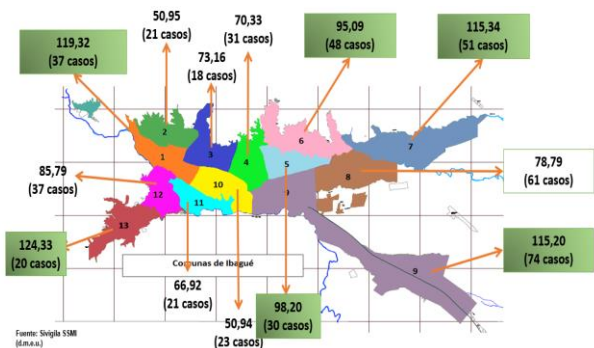 119,32
(37 casos)
50,95
(21 casos)
73,16
(18 casos)
70,33
(31 casos)
95,09
(48 casos)
115,34
(51 casos)
2
3
4
6
7
1
5
8
85,79
(37 casos)
78,79
(61 casos)
12
10
9
11
13
124,33
(20 casos)
Comunas de Ibagué
9
115,20
(74 casos)
66,92
(21 casos)
50,94
(23 casos)
98,20
(30 casos)
Fuente: Sivigila SSMI
(d.m.e.u.)